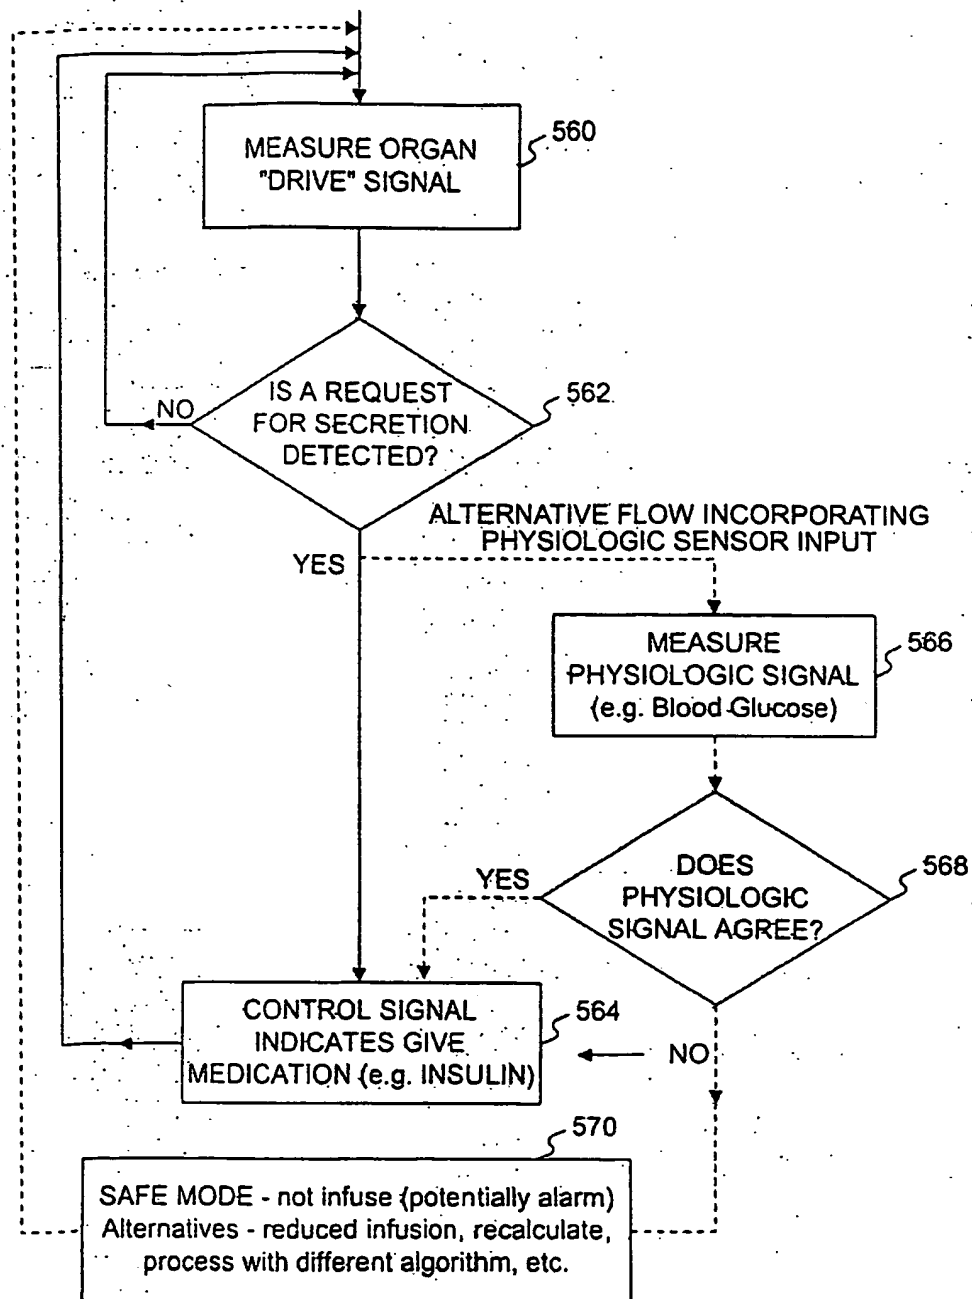 MEASURE ORGAN
"DRIVE" SIGNAL
560
IS A REQUEST
FOR SECRETION
DETECTED?
562
NO
YES
ALTERNATIVE FLOW INCORPORATING
PHYSIOLOGIC SENSOR INPUT
MEASURE
PHYSIOLOGIC SIGNAL
(e.g. Blood Glucose)
566
DOES
PHYSIOLOGIC
SIGNAL AGREE?
568
YES
NO
CONTROL SIGNAL
INDICATES GIVE
MEDICATION (e.g. INSULIN)
564
570
SAFE MODE - not infuse (potentially alarm)
Alternatives - reduced infusion, recalculate,
process with different algorithm, etc.